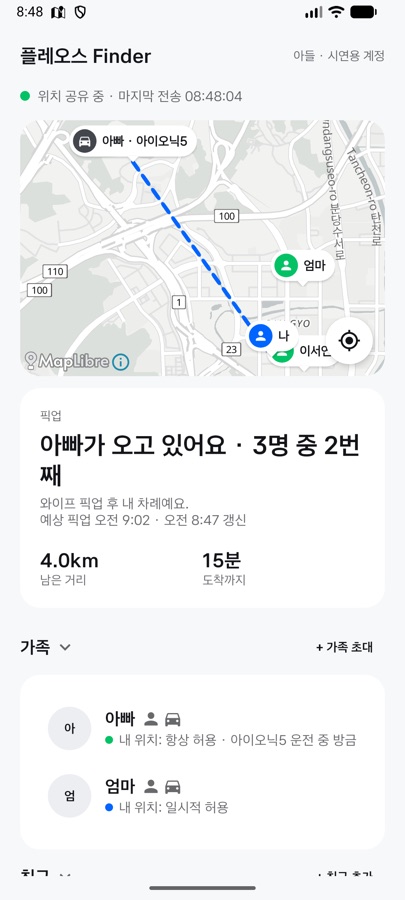 8:48
플레오스 Finder
아들 · 시연용 계정
위치 공유 중 · 마지막 전송 08:48:04
아빠 · 아이오닉5
100
엄마
110
100
1
나
23
이서연
MapLibre
픽업
아빠가 오고 있어요 · 3명 중 2번
째
와이프 픽업 후 내 차례예요.
예상 픽업 오전 9:02 · 오전 8:47 갱신
4.0km
15분
남은 거리
도착까지
가족
+ 가족 초대
아
아빠
내 위치: 항상 허용 · 아이오닉5 운전 중 방금
엄
엄마
내 위치: 일시적 허용